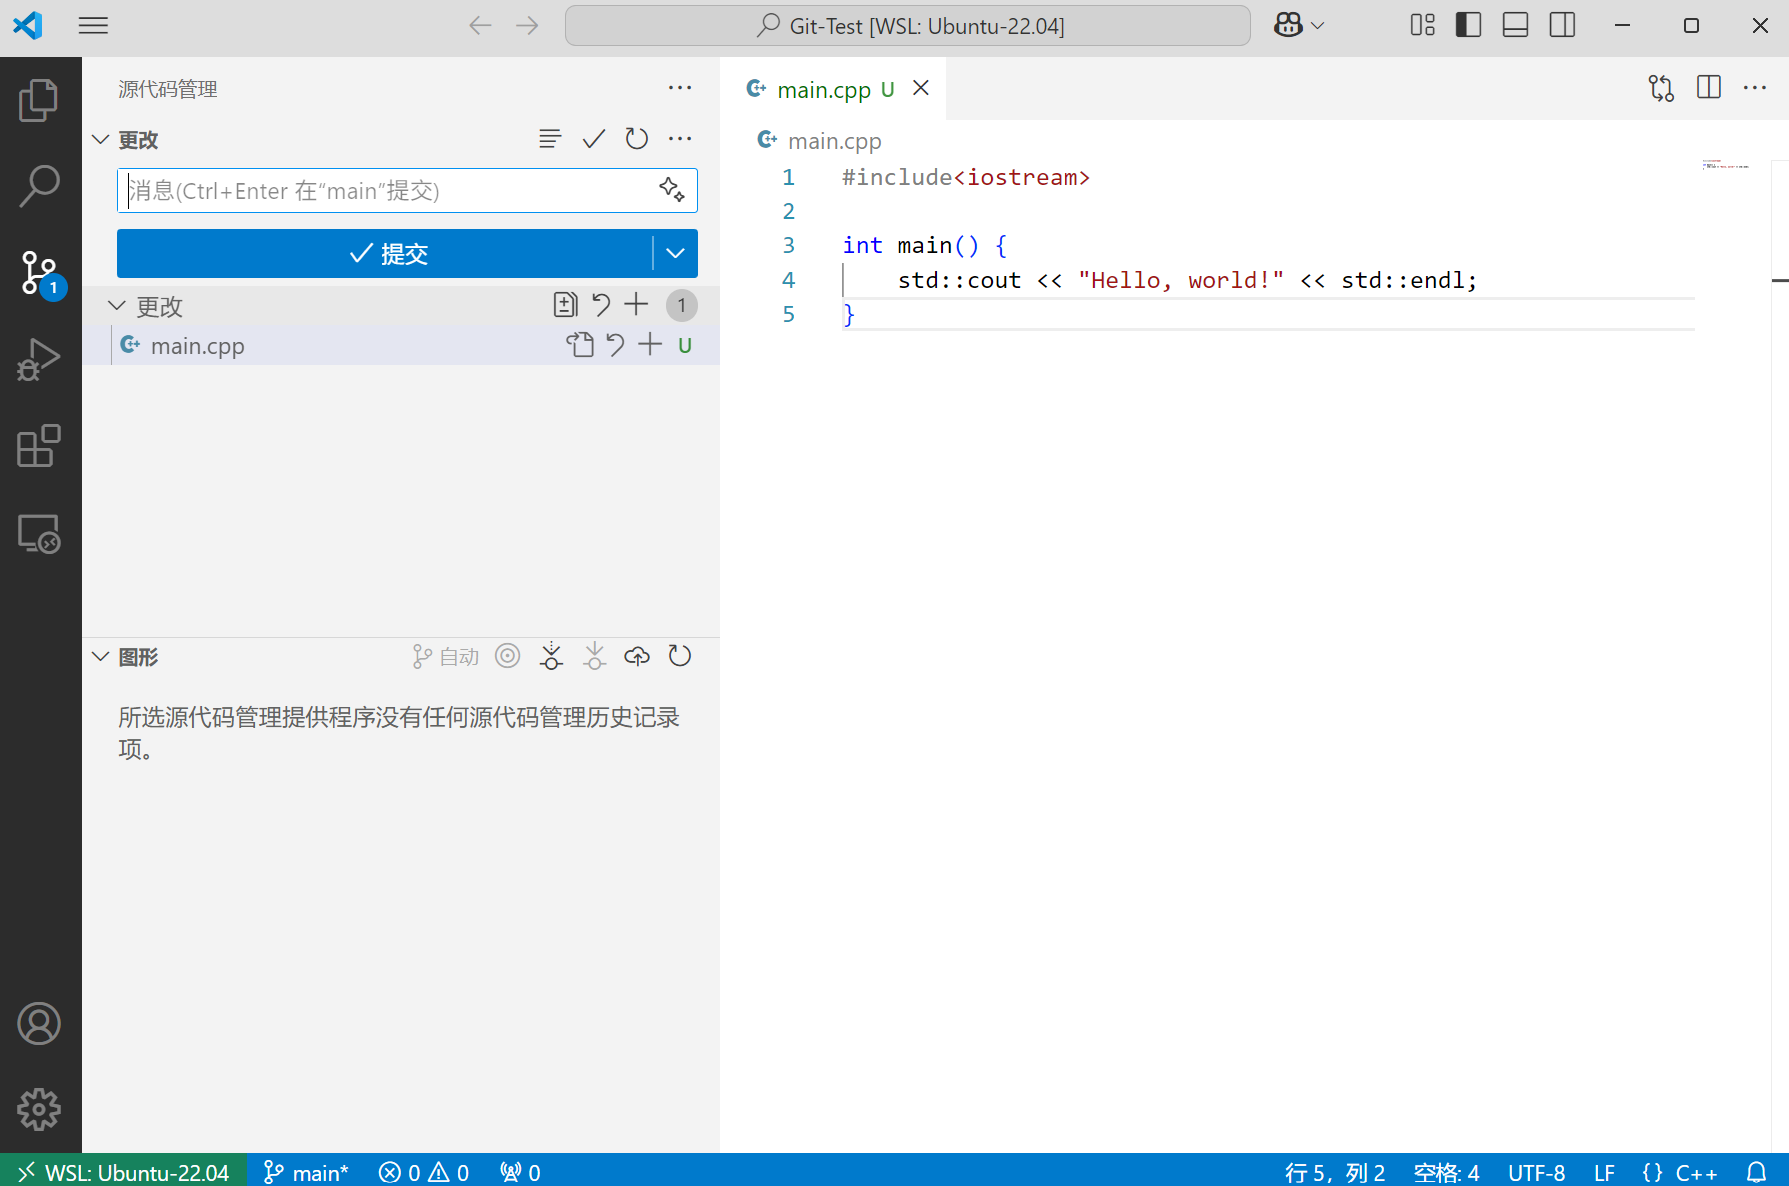 Git-Test [WSL: Ubuntu-22.04]
源代码管理
更改
消息(Ctrl+Enter 在“main”提交)
提交
更改
1
main.cpp
U
1
图形
自动
所选源代码管理提供程序没有任何源代码管理历史记录
项。
main.cpp U
main.cpp
1 #include<iostream>
2
3 int main() {
4 std::cout << "Hello, world!" << std::endl;
5 }
WSL: Ubuntu-22.04 main* 0 0 0 行 5，列 2 空格: 4 UTF-8 LF {} C++